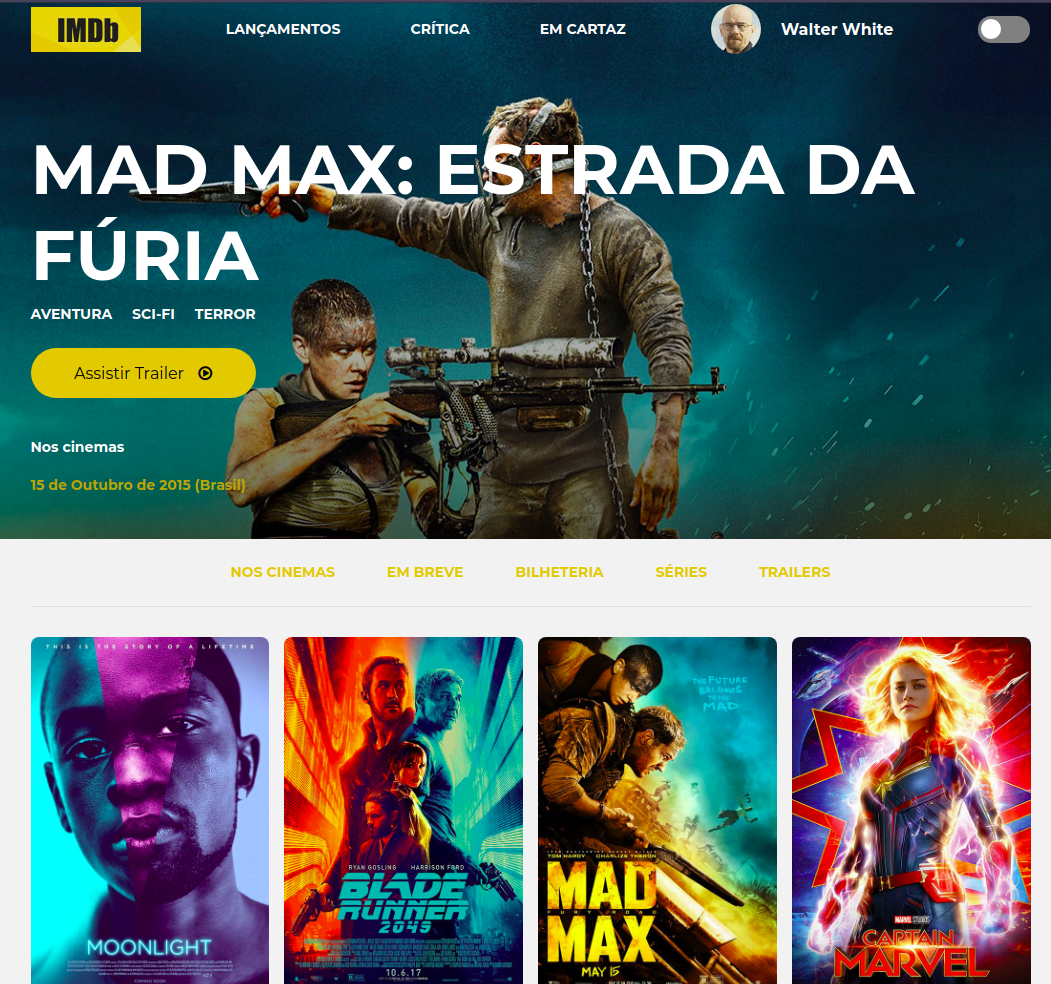 IMDb
LANÇAMENTOS
CRÍTICA
EM CARTAZ
Walter White
MAD MAX: ESTRADA DA
FÚRIA
AVENTURA
SCI-FI
TERROR
Assistir Trailer
Nos cinemas
15 de Outubro de 2015 (Brasil)
NOS CINEMAS
EM BREVE
BILHETERIA
SÉRIES
TRAILERS
THIS IS THE STORY OF A LIFETIME
MOONLIGHT
RYAN GOSLING HARRISON FORD
BLADE
RUNNER
2049
10.6.17
THE FUTURE
BELONGS
TO THE
MAD
TOM HARDY CHARLIZE THERON
MAD
FURY ROAD
MAX
MAY 15
MARVEL STUDIOS
CAPTAIN
MARVEL